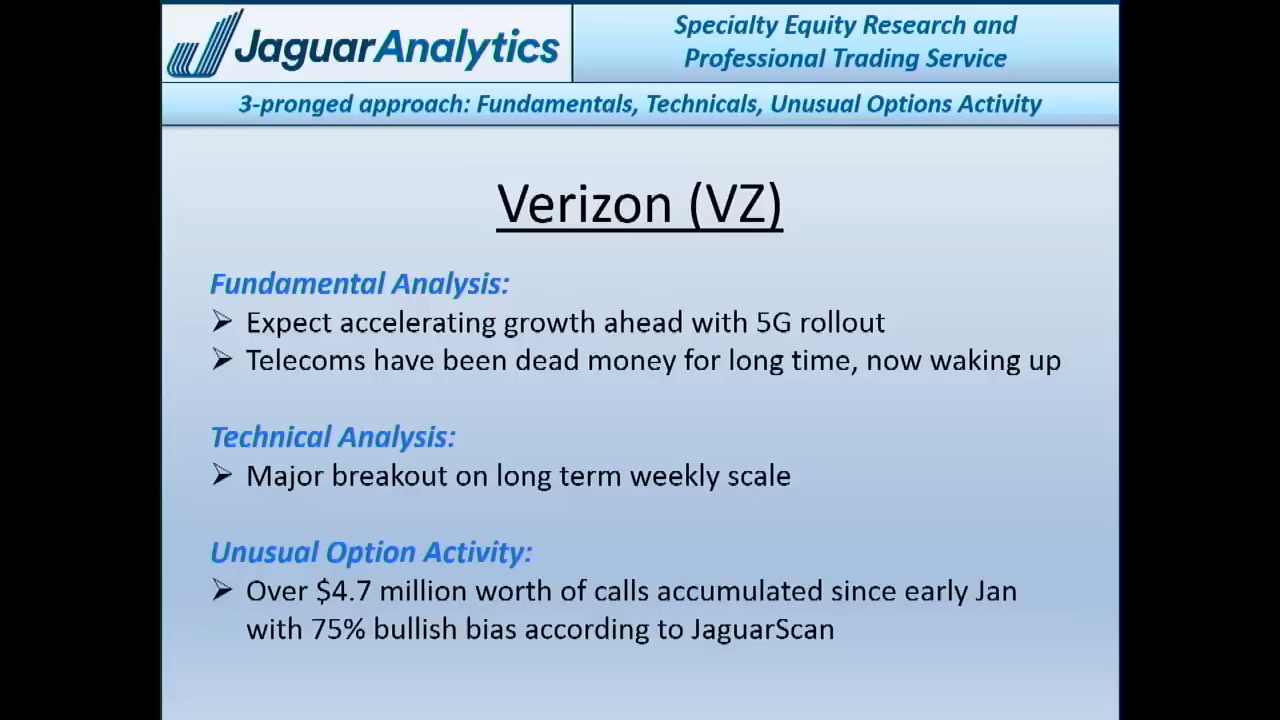 JaguarAnalytics
Specialty Equity Research and
Professional Trading Service
3-pronged approach: Fundamentals, Technicals, Unusual Options Activity
Verizon (VZ)
Fundamental Analysis:
➢ Expect accelerating growth ahead with 5G rollout
➢ Telecoms have been dead money for long time, now waking up
Technical Analysis:
➢ Major breakout on long term weekly scale
Unusual Option Activity:
➢ Over $4.7 million worth of calls accumulated since early Jan
with 75% bullish bias according to JaguarScan